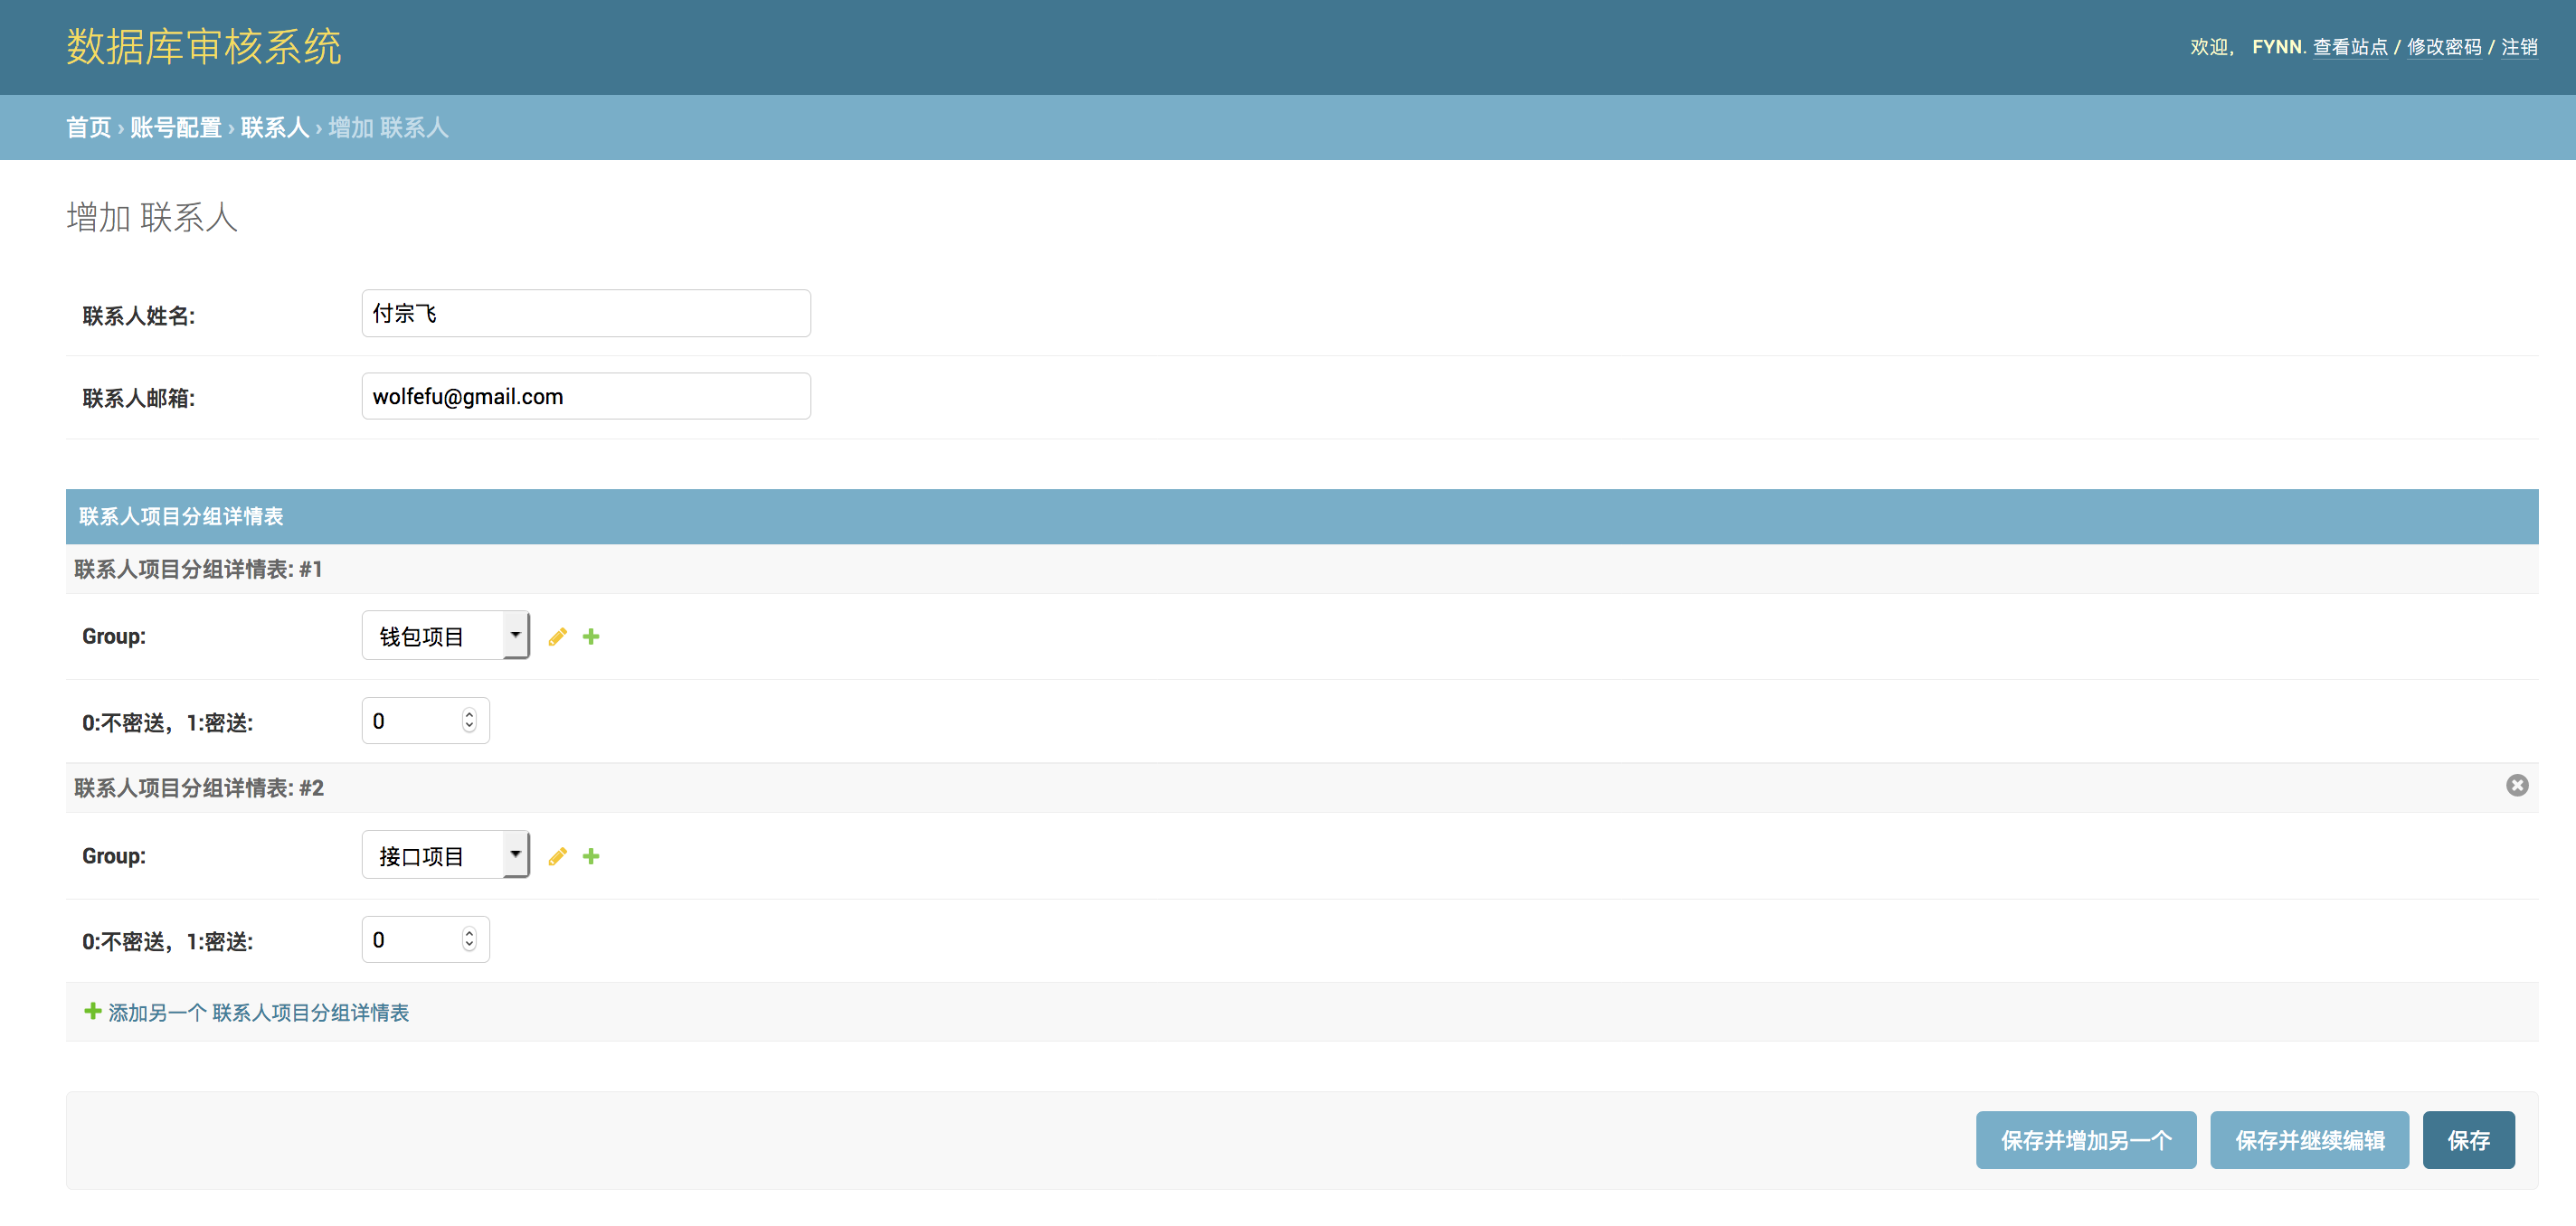 数据库审核系统
欢迎, FYNN. 查看站点 / 修改密码 / 注销
首页 › 账号配置 › 联系人 › 增加 联系人
增加 联系人
联系人姓名: 付宗飞
联系人邮箱: wolfefu@gmail.com
联系人项目分组详情表
联系人项目分组详情表: #1
Group: 钱包项目
0:不密送，1:密送: 0
联系人项目分组详情表: #2
Group: 接口项目
0:不密送，1:密送: 0
添加另一个 联系人项目分组详情表
保存并增加另一个 保存并继续编辑 保存